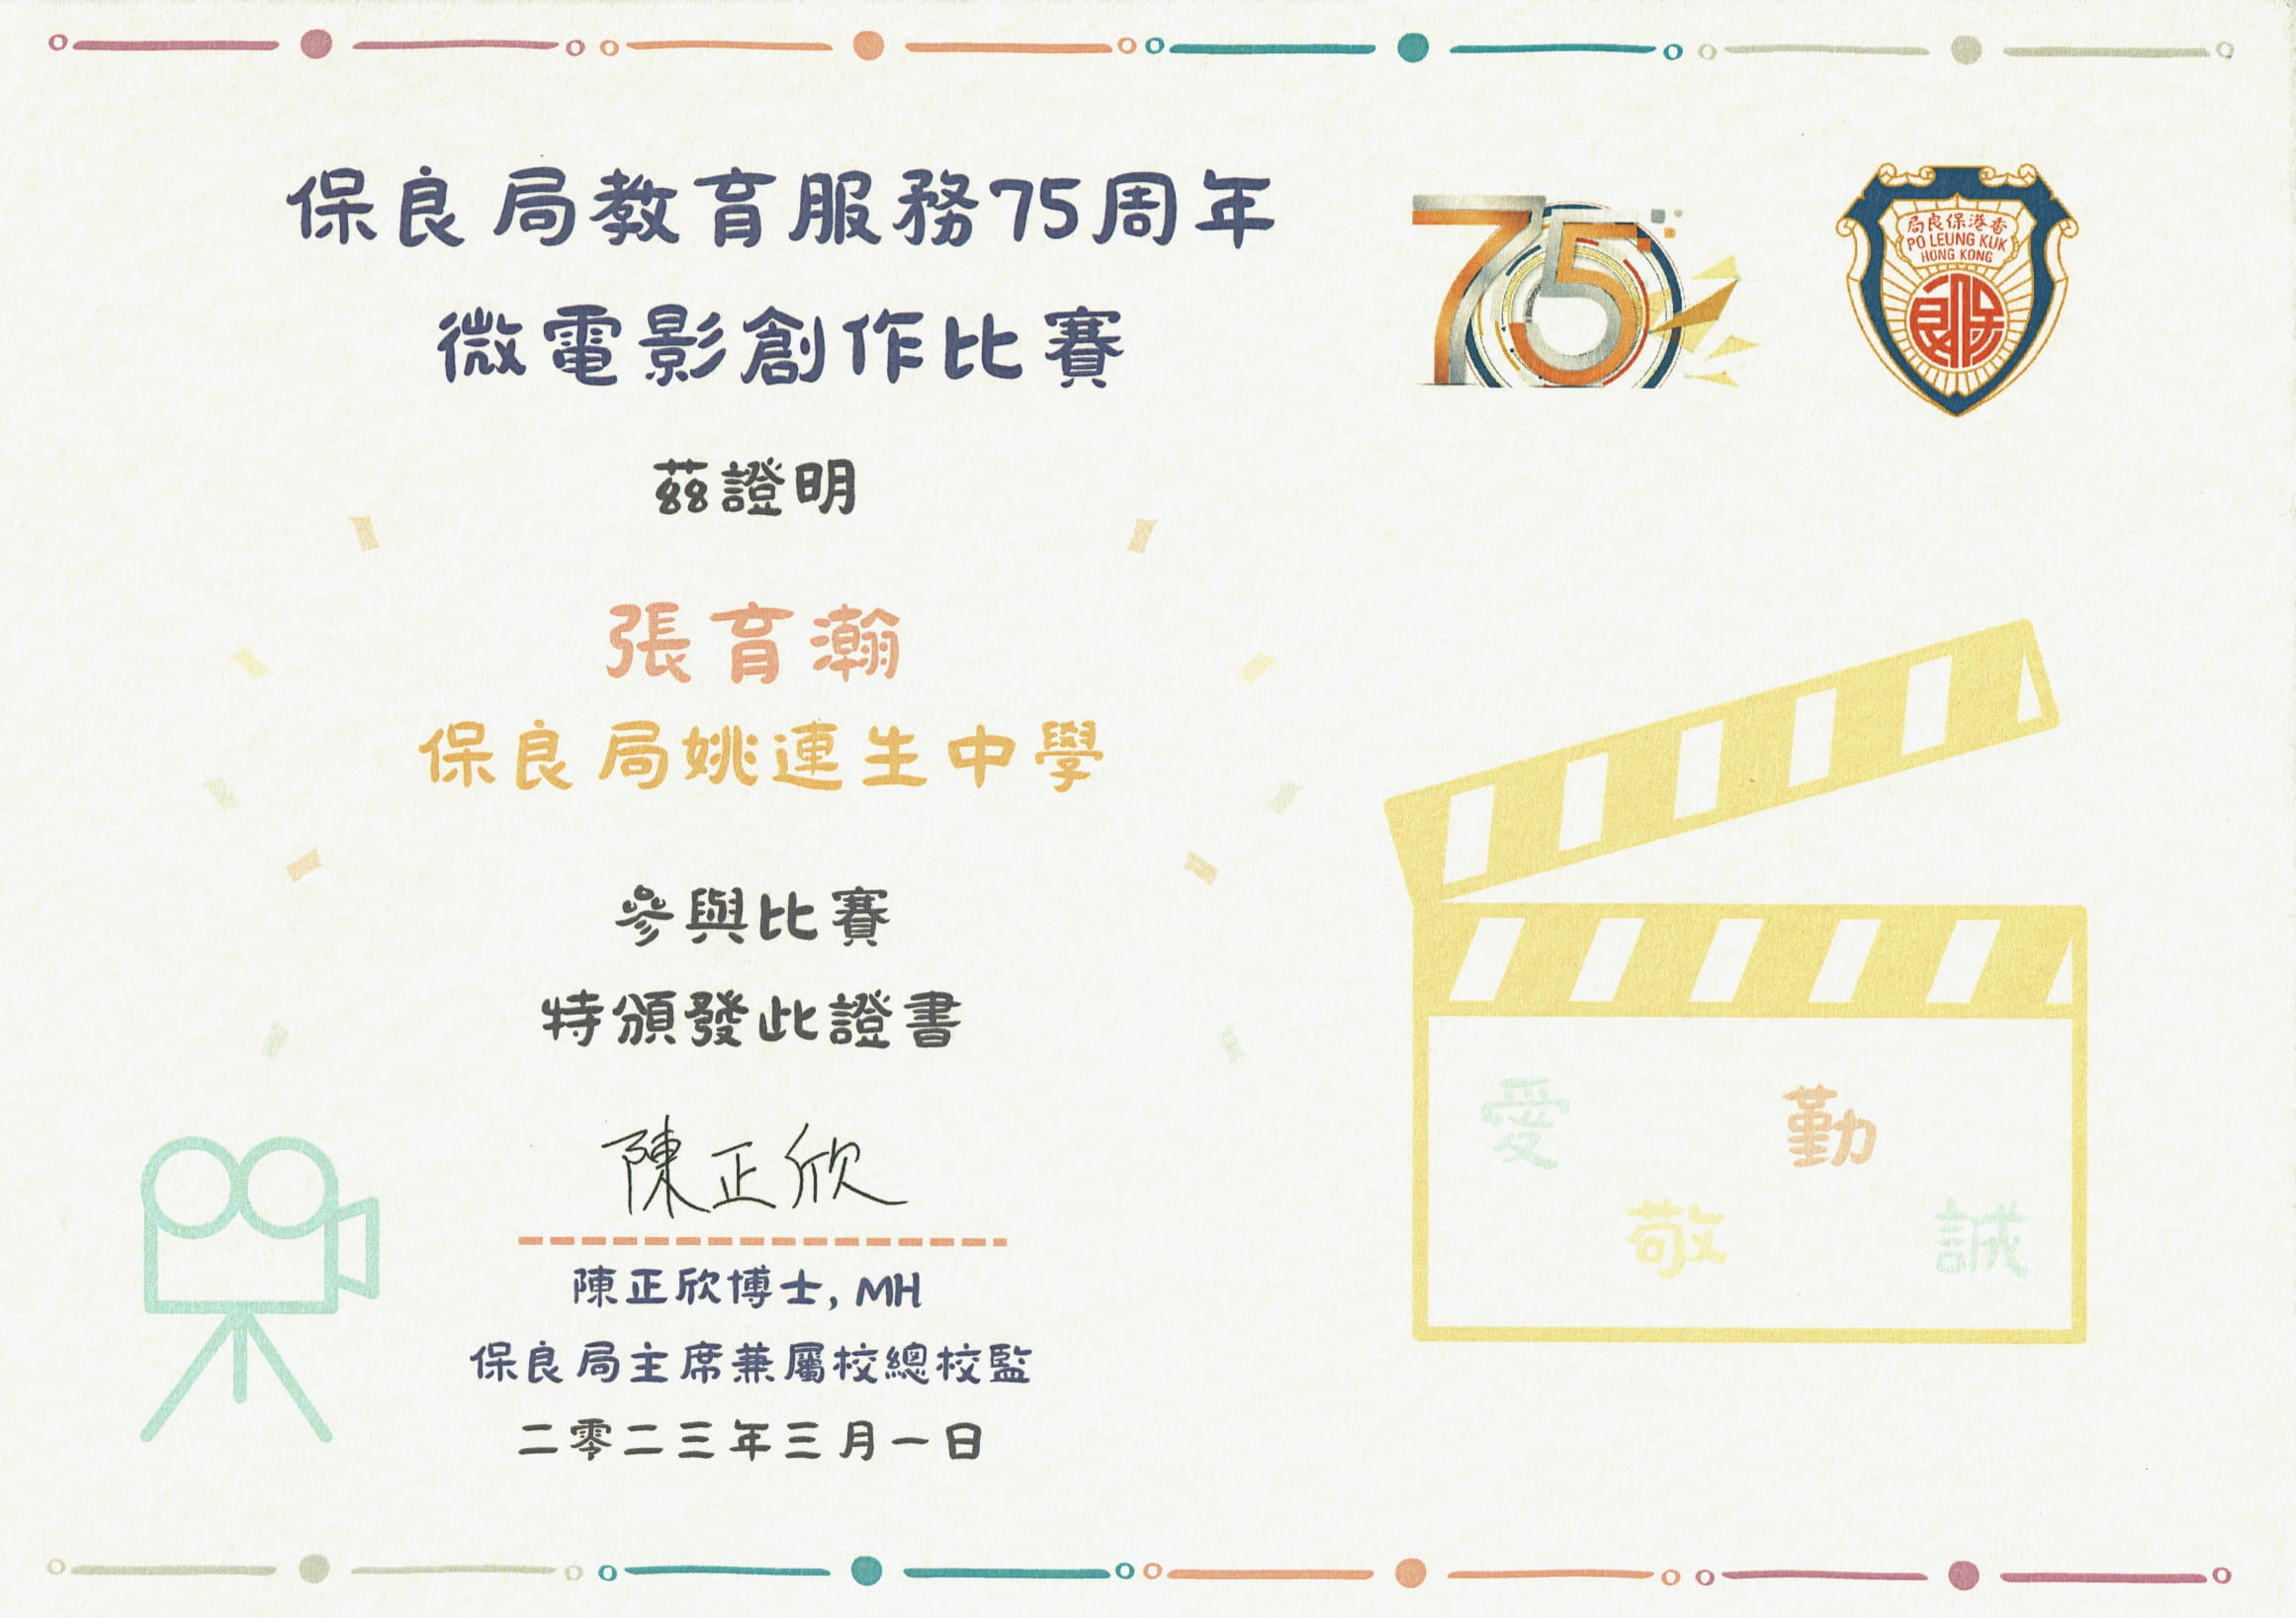 保良局教育服務75周年
微電影創作比賽
75
香港保良局
PO LEUNG KUK
HONG KONG
保良
茲證明
張育瀚
保良局姚連生中學
參與比賽
特頒發此證書
愛
勤
敬
誠
陳正欣
陳正欣博士, MH
保良局主席兼屬校總校監
二零二三年三月一日